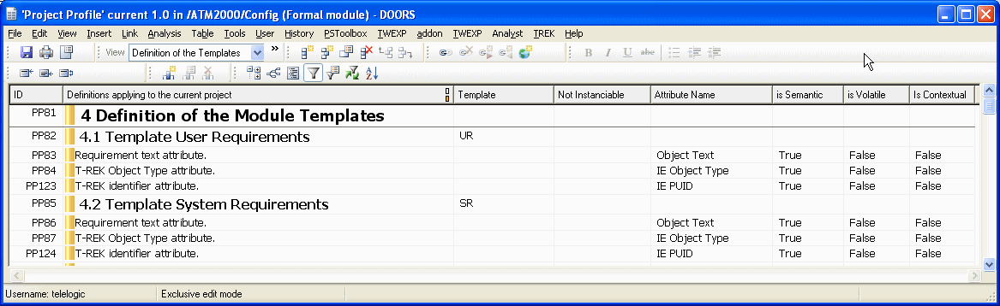 'Project Profile' current 1.0 in /ATM2000/Config (Formal module) - DOORS
File Edit View Insert Link Analysis Table Tools User History PSToolbox TWEXP addon TWEXP Analyst TREK Help
View Definition of the Templates » B I U abc
A Z
ID Definitions applying to the current project Template Not Instanciable Attribute Name is Semantic is Volatile Is Contextual
PP81 4 Definition of the Module Templates
PP82 4.1 Template User Requirements UR
PP83 Requirement text attribute. Object Text True False False
PP84 T-REK Object Type attribute. IE Object Type True False False
PP123 T-REK identifier attribute. IE PUID True False False
PP85 4.2 Template System Requirements SR
PP86 Requirement text attribute. Object Text True False False
PP87 T-REK Object Type attribute. IE Object Type True False False
PP124 T-REK identifier attribute. IE PUID True False False
Username: telelogic Exclusive edit mode